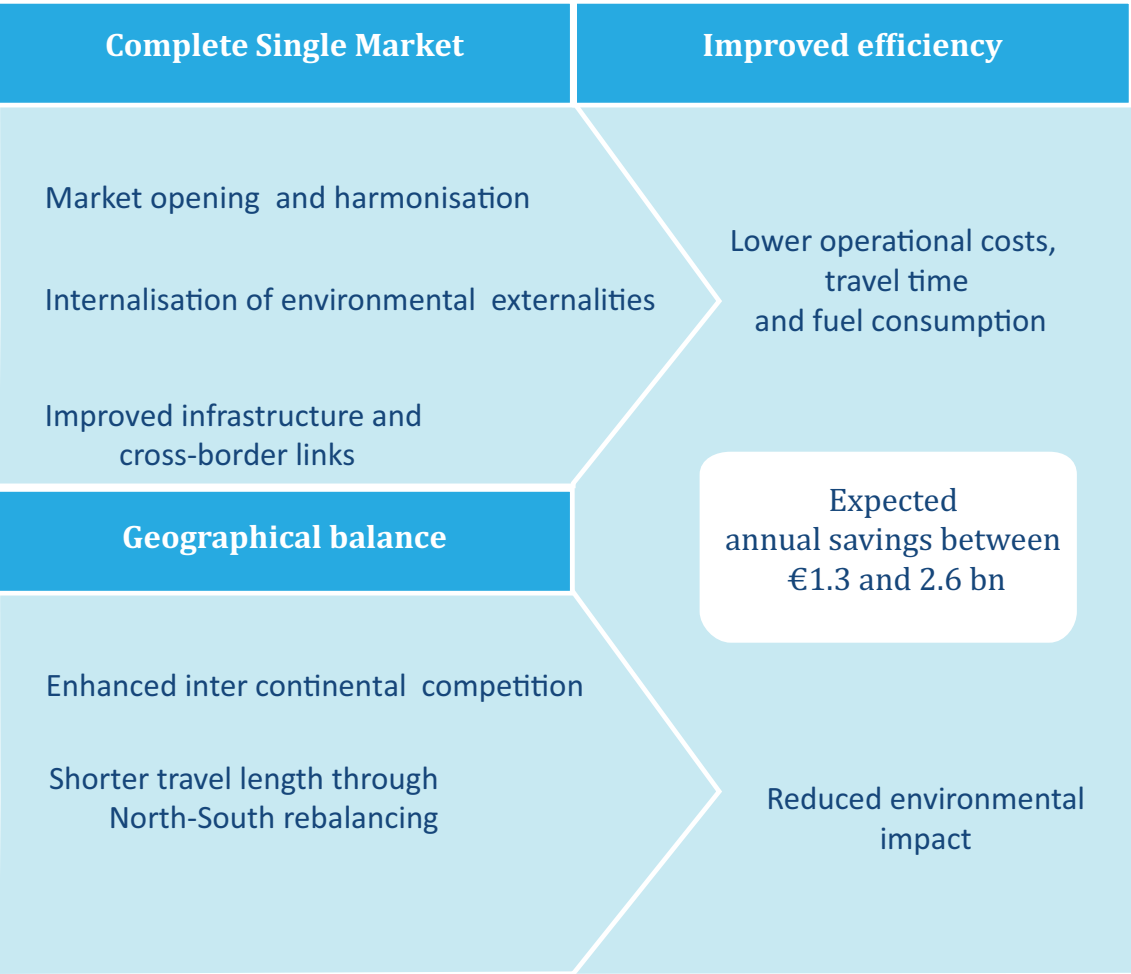 Complete Single Market
Improved efficiency
Market opening and harmonisation
Internalisation of environmental externalities
Improved infrastructure and
cross-border links
Lower operational costs,
travel time
and fuel consumption
Expected
annual savings between
€1.3 and 2.6 bn
Geographical balance
Enhanced inter continental competition
Shorter travel length through
North-South rebalancing
Reduced environmental
impact